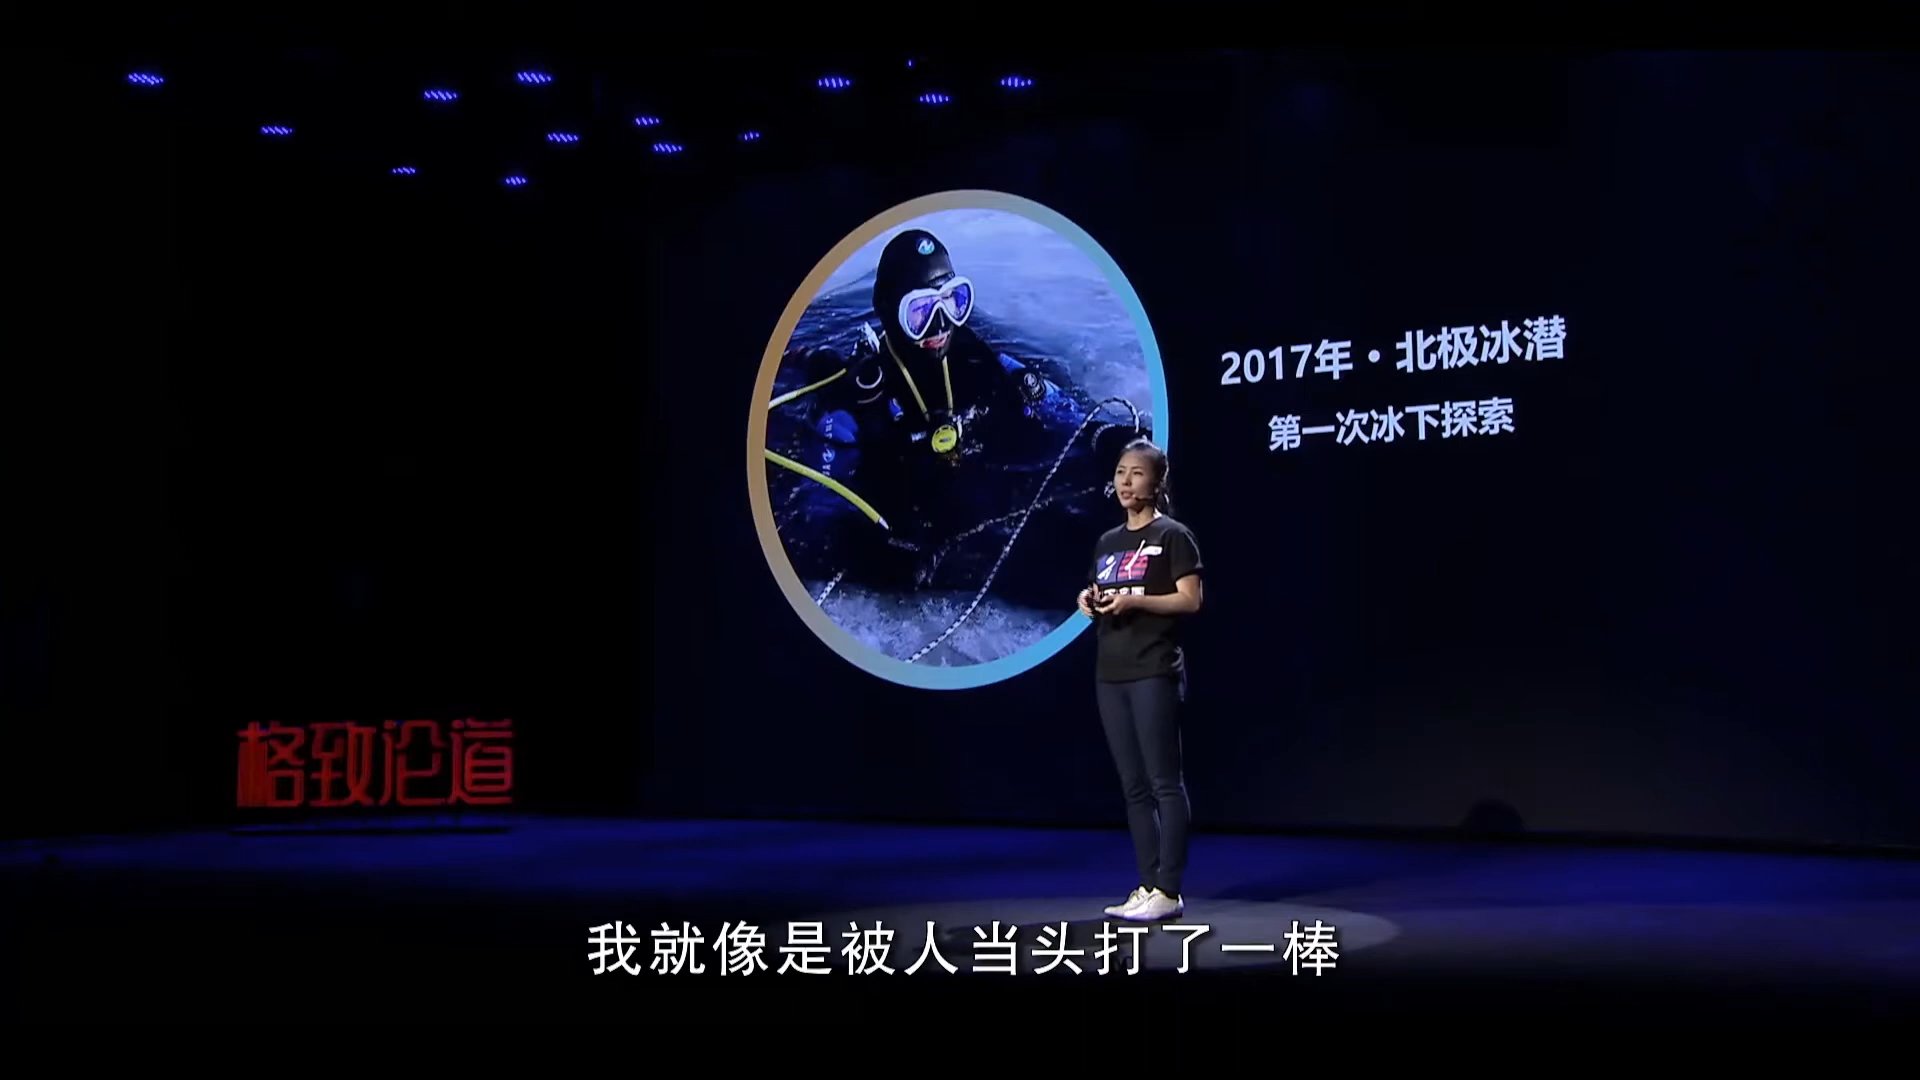 2017年·北极冰潜
第一次冰下探索
格致论道
我就像是被人当头打了一棒